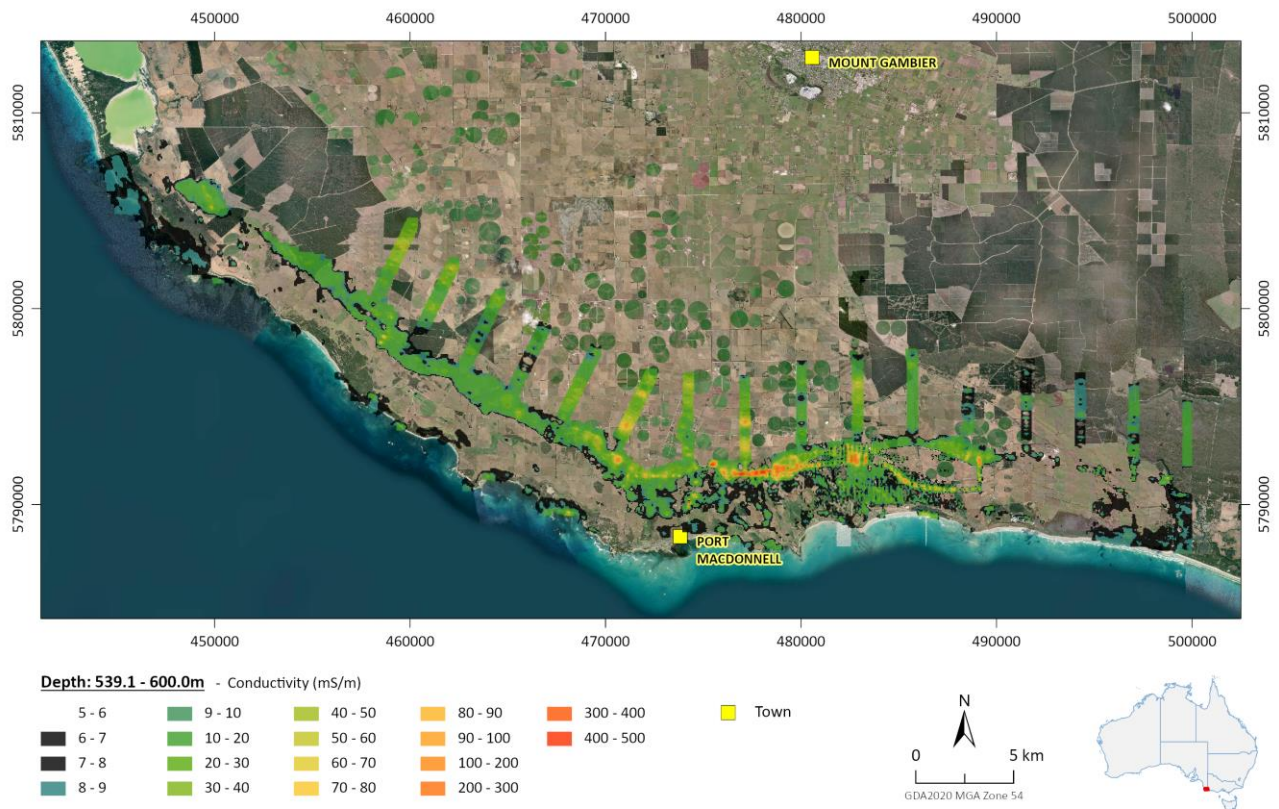 450000 460000 470000 480000 490000 500000
MOUNT GAMBIER
5810000 5810000
5800000 5800000
5790000 5790000
PORT
MACDONNELL
450000 460000 470000 480000 490000 500000
Depth: 539.1 - 600.0m - Conductivity (mS/m)
5 - 6 9 - 10 40 - 50 80 - 90 300 - 400 Town
6 - 7 10 - 20 50 - 60 90 - 100 400 - 500
7 - 8 20 - 30 60 - 70 100 - 200
8 - 9 30 - 40 70 - 80 200 - 300
N
0 5 km
GDA2020 MGA Zone 54